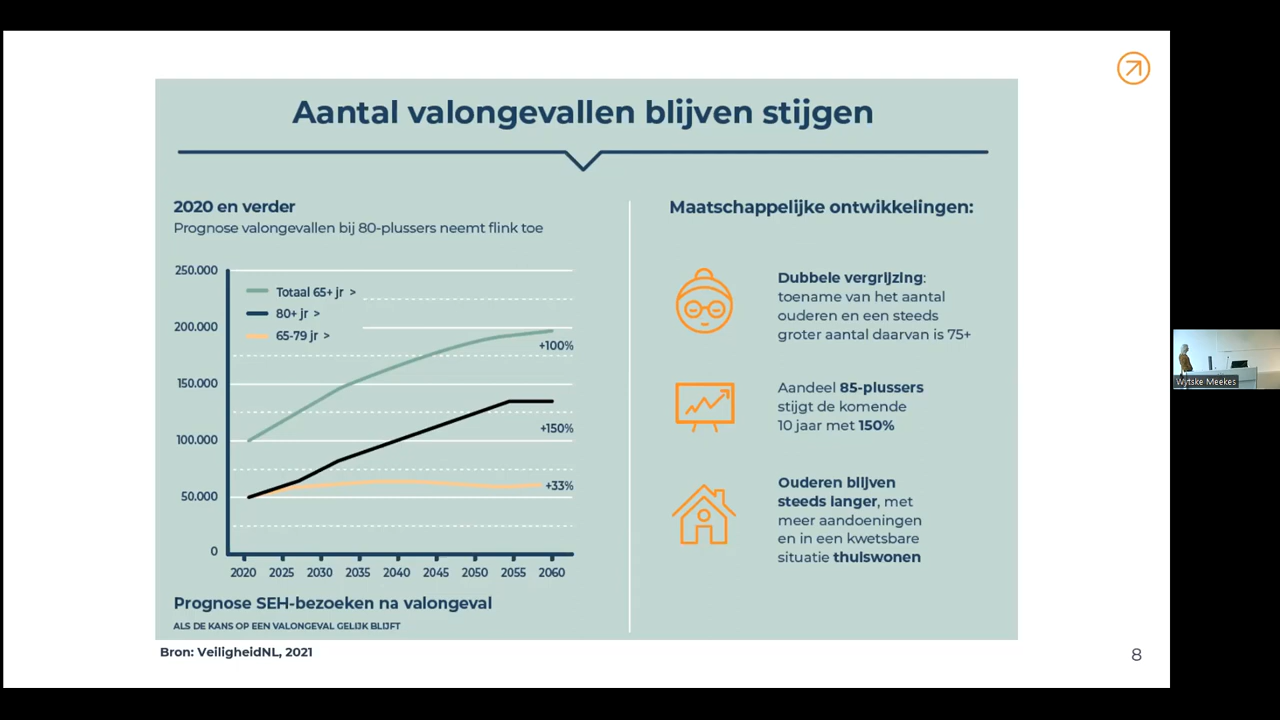 Aantal valongevallen blijven stijgen
2020 en verder
Prognose valongevallen bij 80-plussers neemt flink toe
250.000
200.000
150.000
100.000
50.000
0
Totaal 65+ jr >
80+ jr >
65-79 jr >
+100%
+150%
+33%
2020 2025 2030 2035 2040 2045 2050 2055 2060
Prognose SEH-bezoeken na valongeval
ALS DE KANS OP EEN VALONGEVAL GELIJK BLIJFT
Maatschappelijke ontwikkelingen:
Dubbele vergrijzing:
toename van het aantal
ouderen en een steeds
groter aantal daarvan is 75+
Aandeel 85-plussers
stijgt de komende
10 jaar met 150%
Ouderen blijven
steeds langer, met
meer aandoeningen
en in een kwetsbare
situatie thuiswonen
Bron: VeiligheidNL, 2021
8
Wytske Meekes